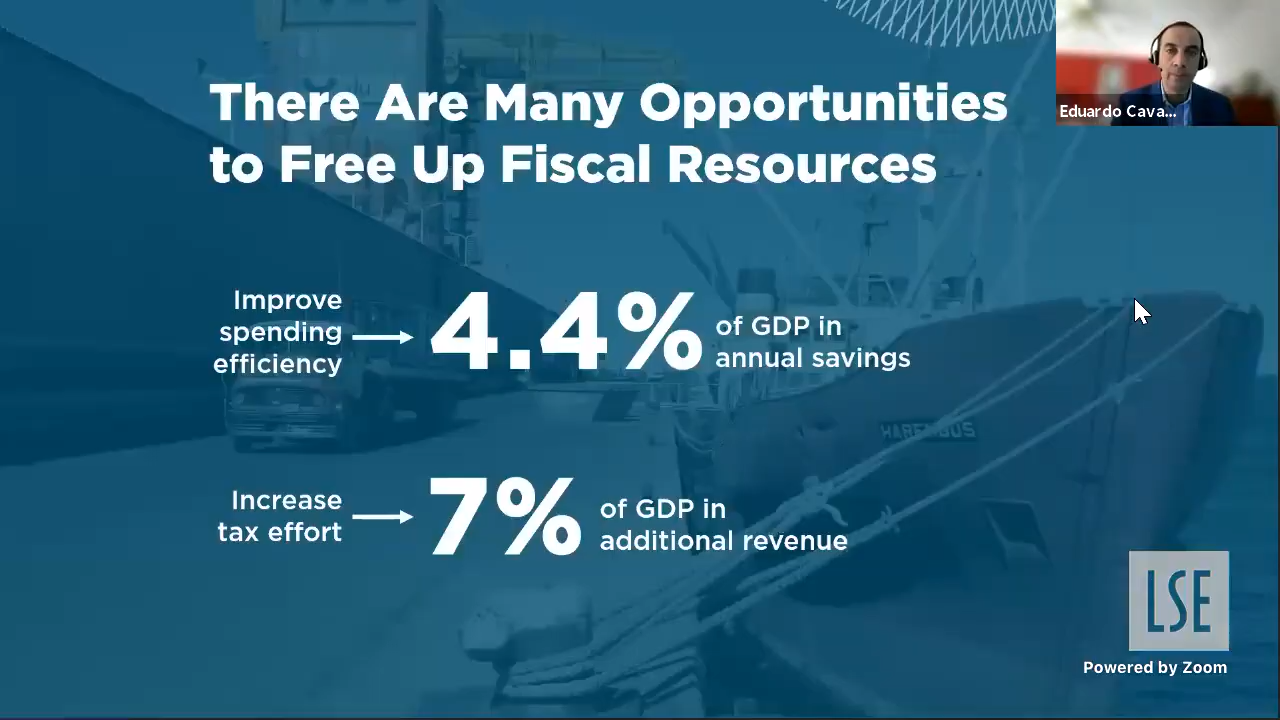 There Are Many Opportunities
to Free Up Fiscal Resources
Eduardo Cava...
Improve
spending
efficiency
4.4%
of GDP in
annual savings
Increase
tax effort
7%
of GDP in
additional revenue
LSE
Powered by Zoom